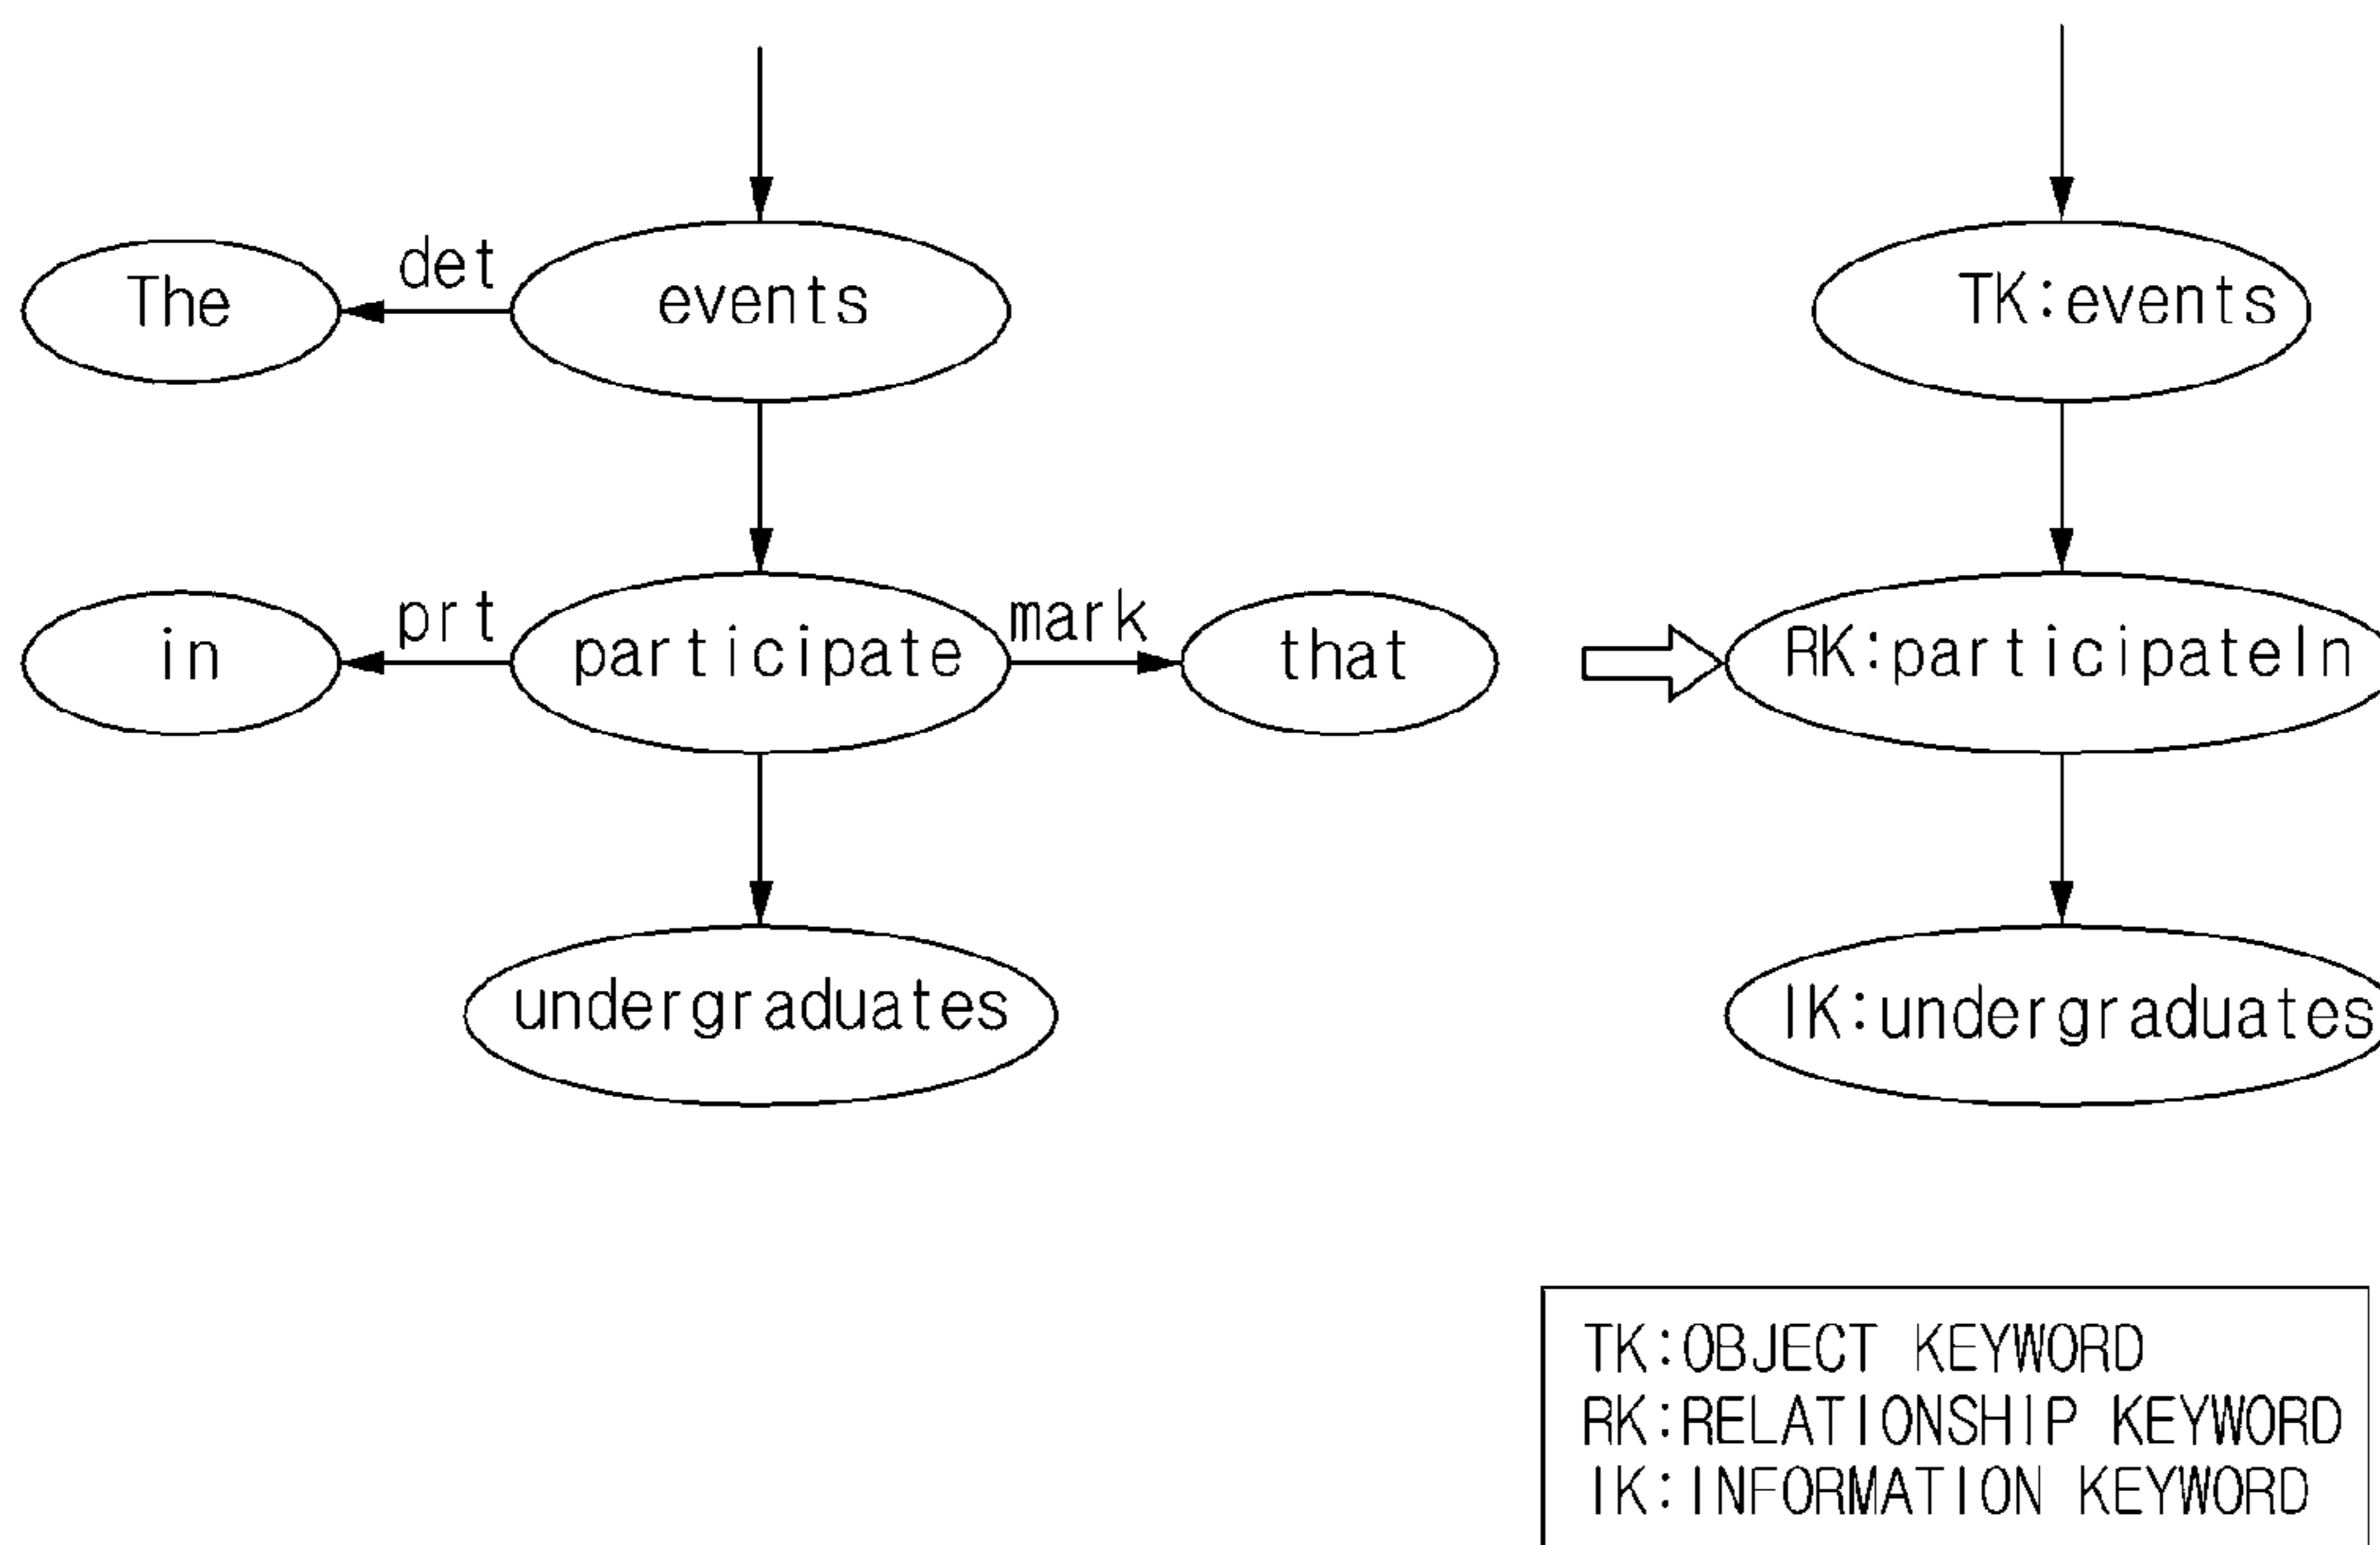 The
det
events
in
prt
participate
mark
that
undergraduates
TK:events
RK:participateIn
IK:undergraduates
TK:OBJECT KEYWORD
RK:RELATIONSHIP KEYWORD
IK:INFORMATION KEYWORD